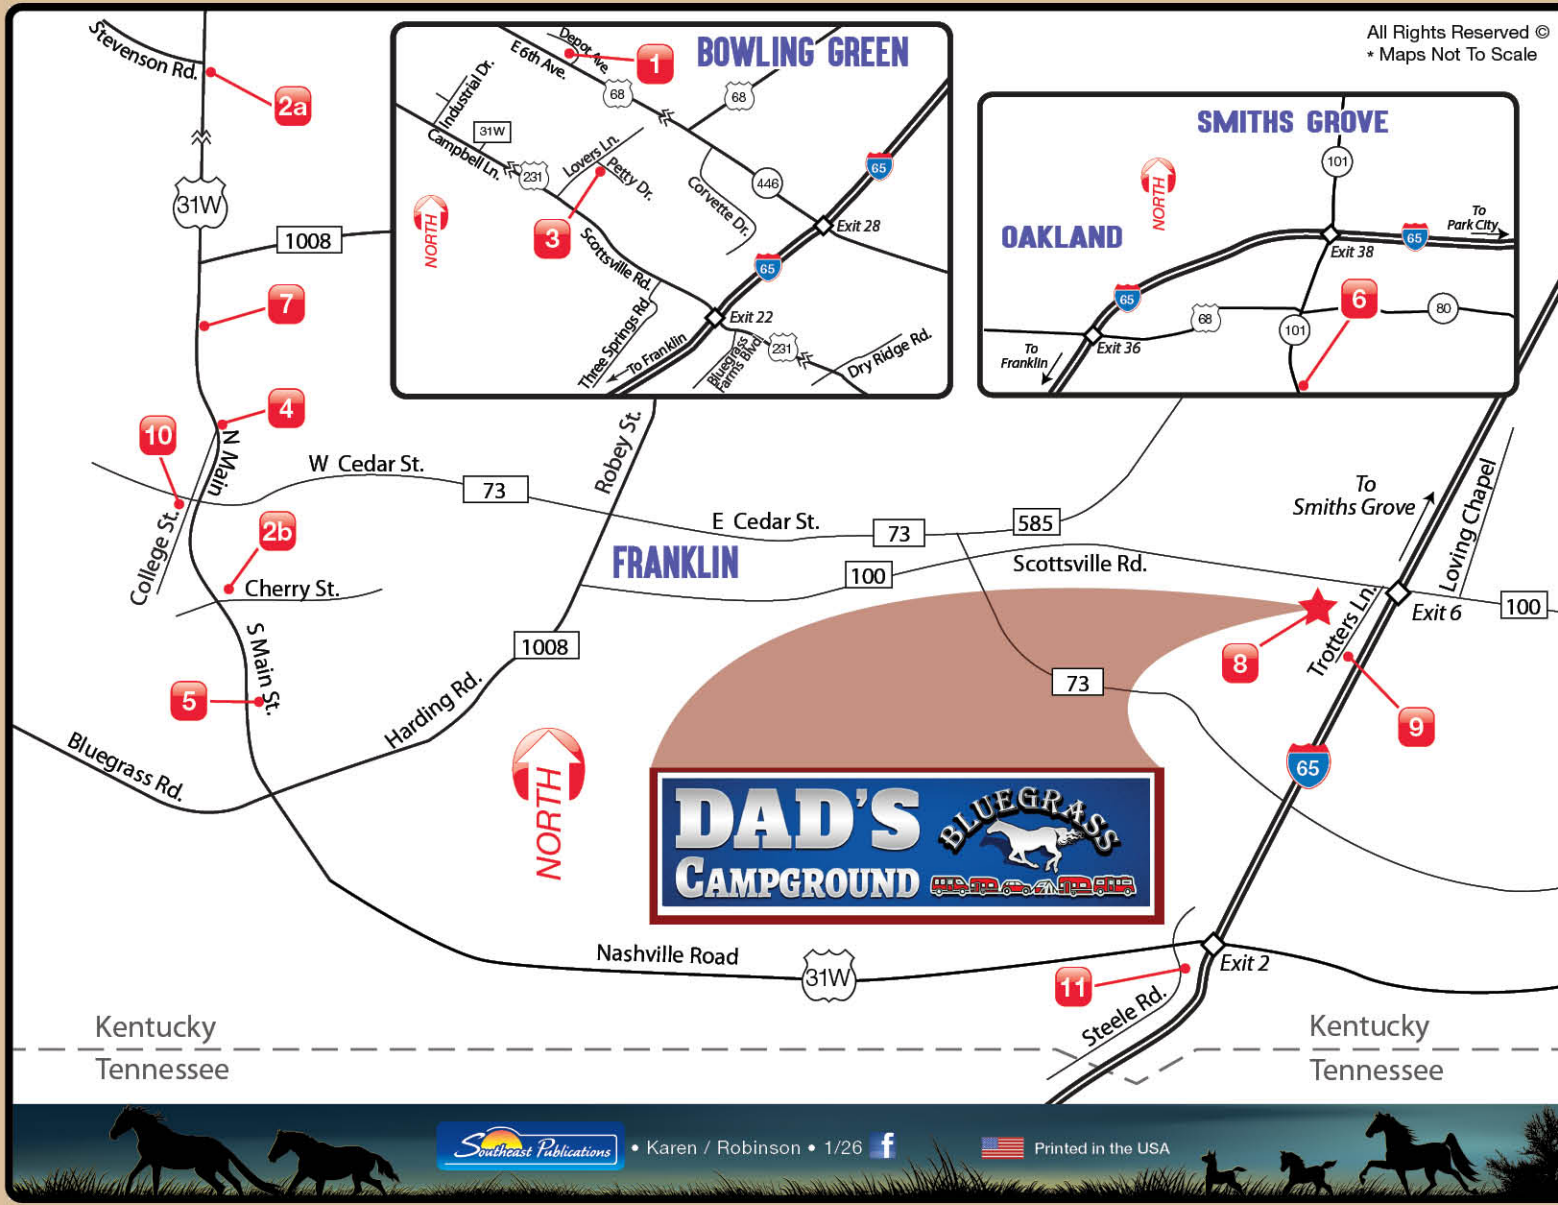 All Rights Reserved ©
* Maps Not To Scale
Stevenson Rd.
2a
31W
1008
7
4
10
N Main
College St.
W Cedar St.
73
2b
Cherry St.
S Main St.
5
Bluegrass Rd.
Harding Rd.
1008
Robey St.
BOWLING GREEN
Depot Ave.
1
E 6th Ave.
68
68
Industrial Dr.
31W
Campbell Ln.
231
Lovers Ln.
Petty Dr.
3
NORTH
Corvette Dr.
446
65
Exit 28
65
Scottsville Rd.
Three Springs Rd
Exit 22
To Franklin
Bluegrass
Farms Blvd
231
Dry Ridge Rd.
SMITHS GROVE
101
NORTH
OAKLAND
To
Park City
65
Exit 38
65
6
68
80
101
To
Franklin
Exit 36
E Cedar St.
73
585
FRANKLIN
100
Scottsville Rd.
To
Smiths Grove
Loving Chapel
Trotters Ln.
Exit 6
100
8
73
9
65
NORTH
DAD'S
CAMPGROUND
BLUEGRASS
Nashville Road
31W
Exit 2
11
Steele Rd.
Kentucky
Tennessee
Kentucky
Tennessee
Southeast Publications
• Karen / Robinson • 1/26 f
Printed in the USA